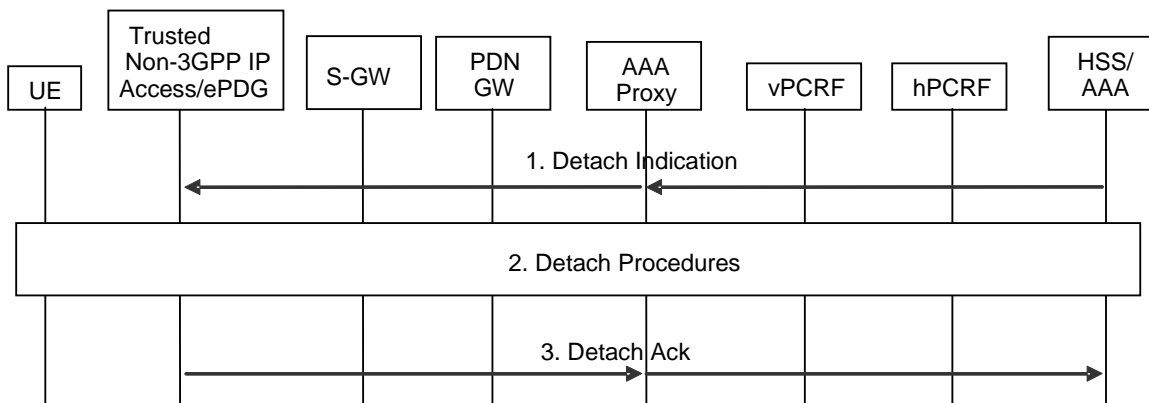 UE
Trusted
Non-3GPP IP
Access/ePDG
S-GW
PDN
GW
AAA
Proxy
vPCRF
hPCRF
HSS/
AAA
1. Detach Indication
2. Detach Procedures
3. Detach Ack